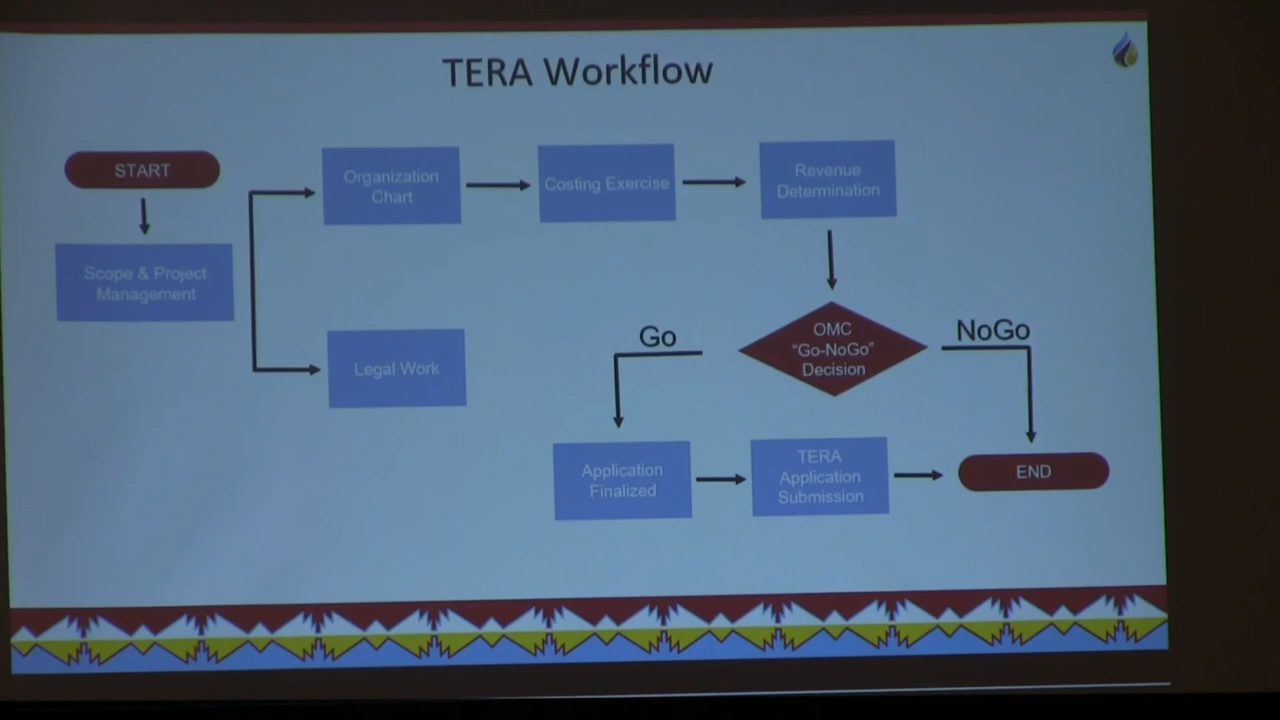 TERA Workflow
START
Scope & Project
Management
Organization
Chart
Costing Exercise
Revenue
Determination
Legal Work
OMC
“Go-NoGo”
Decision
Go
NoGo
Application
Finalized
TERA
Application
Submission
END